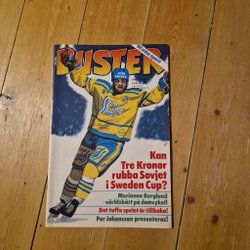 BUSTER
Kan
Tre Kronor
rubba Sovjet
i Sweden Cup?
Marianne Berglund
-världsbäst på damcykel!
Det tuffa spelet är tillbaka!
Per Johansson presenteras!